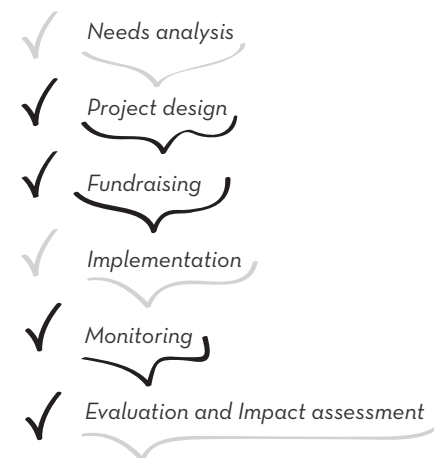 Needs analysis
Project design
Fundraising
Implementation
Monitoring
Evaluation and Impact assessment